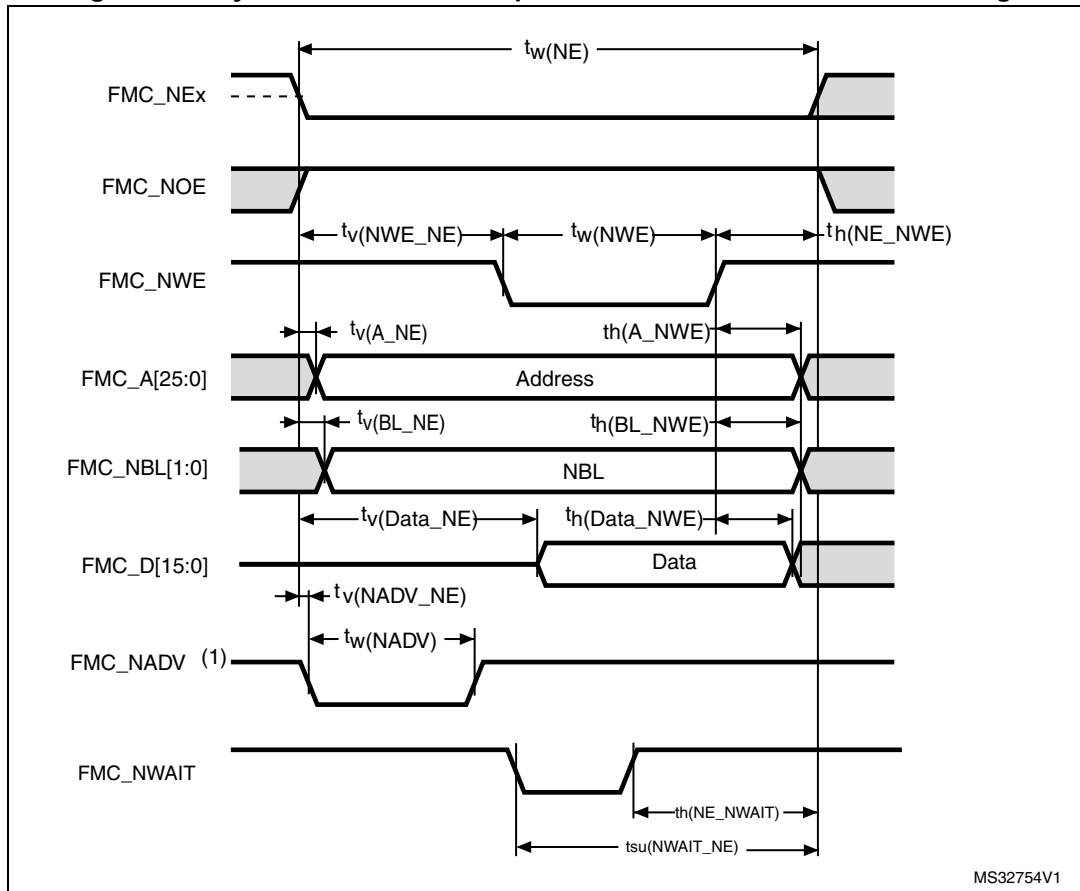 tw(NE)
FMC_NEx
FMC_NOE
tv(NWE_NE) tw(NWE) th(NE_NWE)
FMC_NWE
tv(A_NE) th(A_NWE)
FMC_A[25:0] Address
tv(BL_NE) th(BL_NWE)
FMC_NBL[1:0] NBL
tv(Data_NE) th(Data_NWE)
FMC_D[15:0] Data
tv(NADV_NE)
tw(NADV)
FMC_NADV (1)
FMC_NWAIT
th(NE_NWAIT)
tsu(NWAIT_NE)
MS32754V1